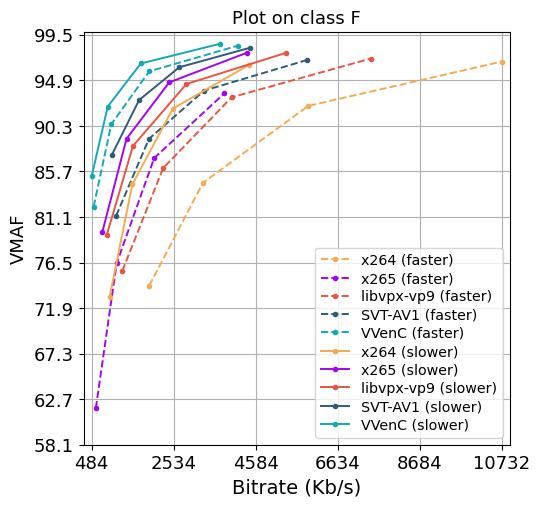 Plot on class F
99.5
94.9
90.3
85.7
81.1
76.5
71.9
67.3
62.7
58.1
VMAF
x264 (faster)
x265 (faster)
libvpx-vp9 (faster)
SVT-AV1 (faster)
VVenC (faster)
x264 (slower)
x265 (slower)
libvpx-vp9 (slower)
SVT-AV1 (slower)
VVenC (slower)
484 2534 4584 6634 8684 10732
Bitrate (Kb/s)